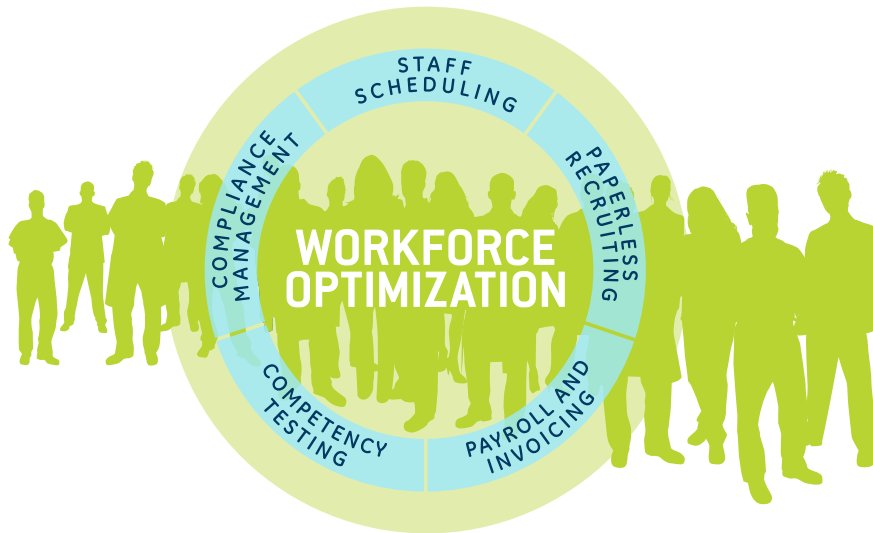 STAFF
SCHEDULING
PAPERLESS
RECRUITING
PAYROLL AND
INVOICING
COMPETENCY
TESTING
COMPLIANCE
MANAGEMENT
WORKFORCE
OPTIMIZATION